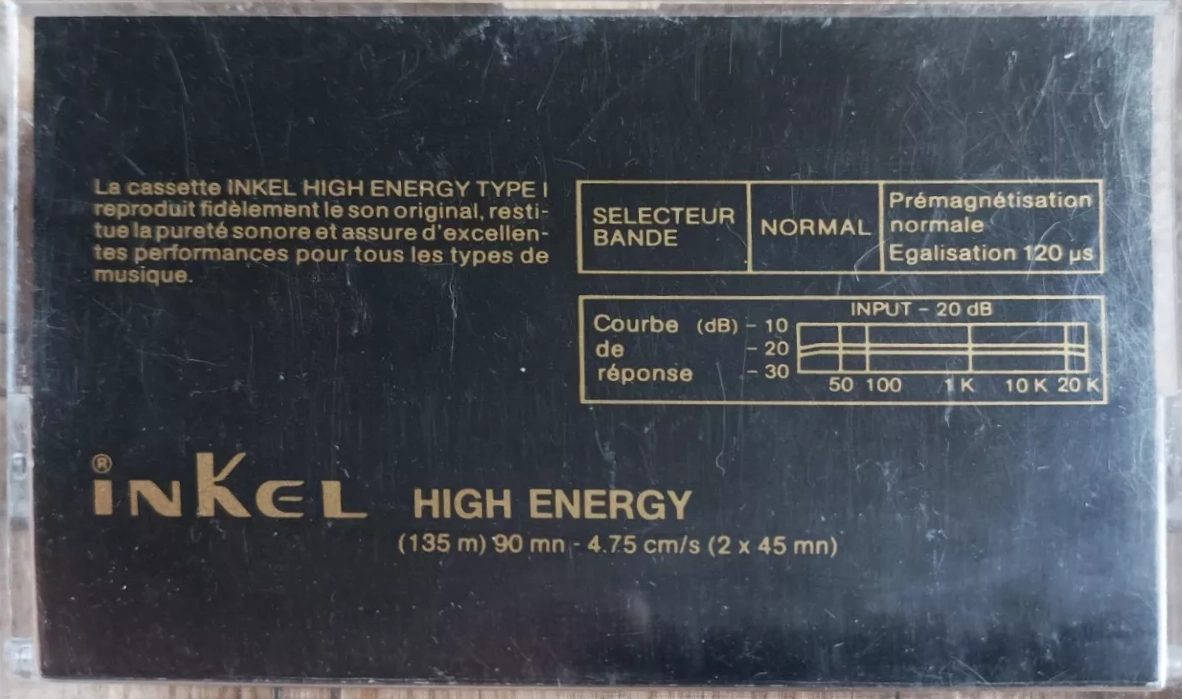 La cassette INKEL HIGH ENERGY TYPE I
reproduit fidèlement le son original, resti-
tue la pureté sonore et assure d'excellen-
tes performances pour tous les types de
musique.
SELECTEUR
BANDE
NORMAL
Prémagnétisation
normale
Egalisation 120 µs
INPUT - 20 dB
Courbe (dB) - 10
de - 20
réponse - 30
50 100 1 K 10 K 20 K
® iNKEL HIGH ENERGY
(135 m) 90 mn - 4.75 cm/s (2 x 45 mn)